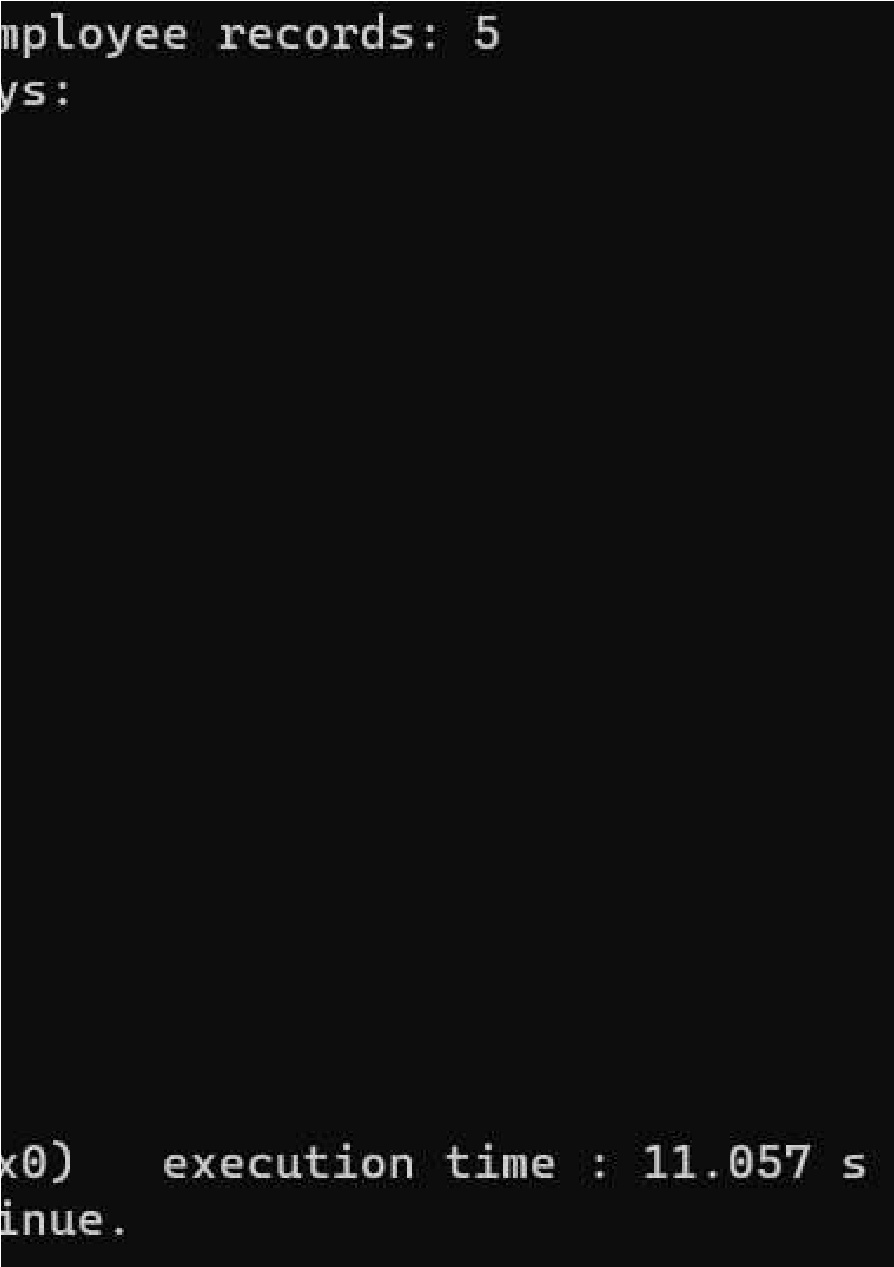 mployee records: 5
ys:
x0)   execution time : 11.057 s
inue.